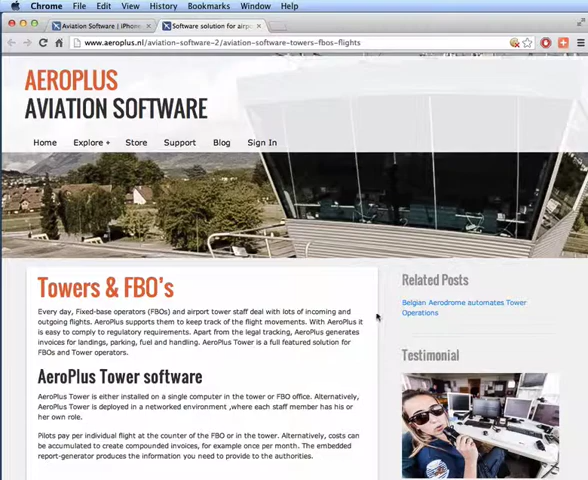 Chrome File Edit View History Bookmarks Window Help
Aviation Software | iPhone
Software solution for airpo
www.aeroplus.nl/aviation-software-2/aviation-software-towers-fbos-flights
AEROPLUS
AVIATION SOFTWARE
Home Explore + Store Support Blog Sign In
Towers & FBO's
Every day, Fixed-base operators (FBOs) and airport tower staff deal with lots of incoming and
outgoing flights. AeroPlus supports them to keep track of the flight movements. With AeroPlus it
is easy to comply to regulatory requirements. Apart from the legal tracking, AeroPlus generates
invoices for landings, parking, fuel and handling. AeroPlus Tower is a full featured solution for
FBOs and Tower operators.
AeroPlus Tower software
AeroPlus Tower is either installed on a single computer in the tower or FBO office. Alternatively,
AeroPlus Tower is deployed in a networked environment ,where each staff member has his or
her own role.
Pilots pay per individual flight at the counter of the FBO or in the tower. Alternatively, costs can
be accumulated to create compounded invoices, for example once per month. The embedded
report-generator produces the information you need to provide to the authorities.
Related Posts
Belgian Aerodrome automates Tower
Operations
Testimonial